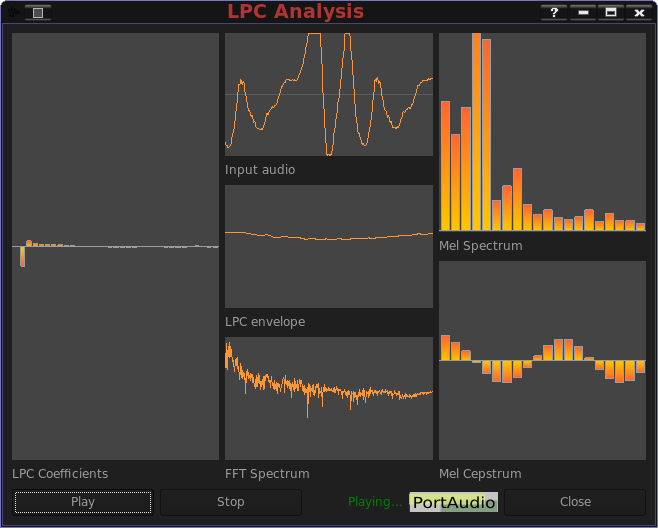 LPC Analysis
?
Input audio
Mel Spectrum
LPC envelope
LPC Coefficients
FFT Spectrum
Mel Cepstrum
Play
Stop
Playing...
PortAudio
Close